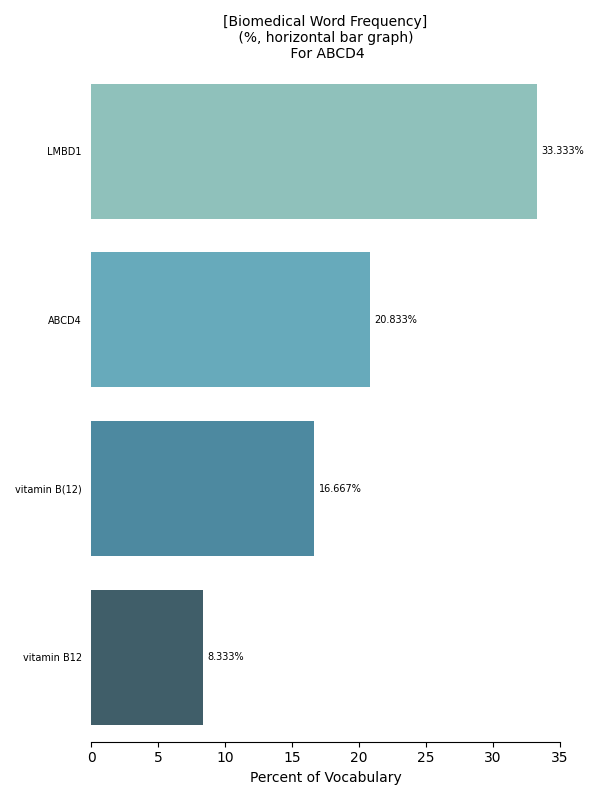 [Biomedical Word Frequency]
(%, horizontal bar graph)
For ABCD4
LMBD1
33.333%
ABCD4
20.833%
vitamin B(12)
16.667%
vitamin B12
8.333%
0 5 10 15 20 25 30 35
Percent of Vocabulary